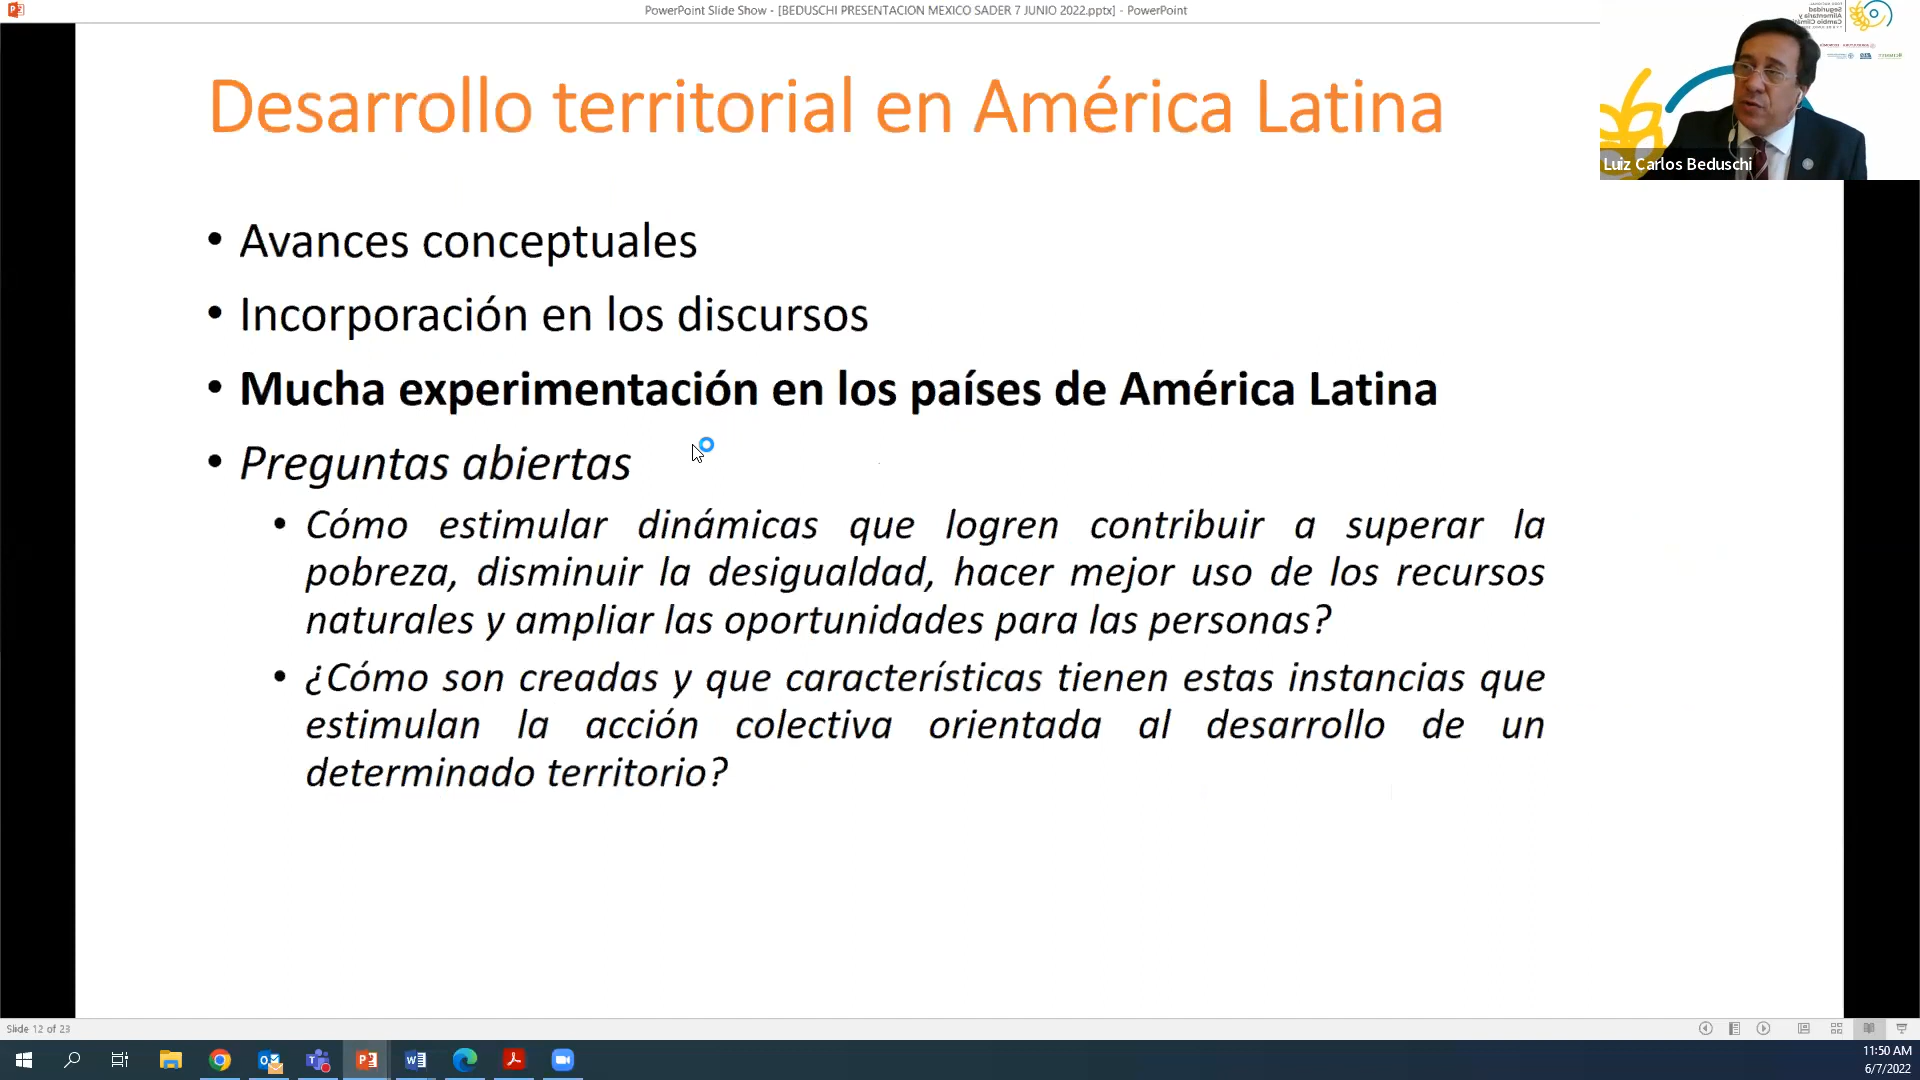 PowerPoint Slide Show - [BEDUSCHI PRESENTACION MEXICO SADER 7 JUNIO 2022.pptx] - PowerPoint
Desarrollo territorial en América Latina
Luiz Carlos Beduschi
• Avances conceptuales
• Incorporación en los discursos
• Mucha experimentación en los países de América Latina
• Preguntas abiertas
• Cómo estimular dinámicas que logren contribuir a superar la
pobreza, disminuir la desigualdad, hacer mejor uso de los recursos
naturales y ampliar las oportunidades para las personas?
• ¿Cómo son creadas y que características tienen estas instancias que
estimulan la acción colectiva orientada al desarrollo de un
determinado territorio?
Slide 12 of 23
11:50 AM
6/7/2022